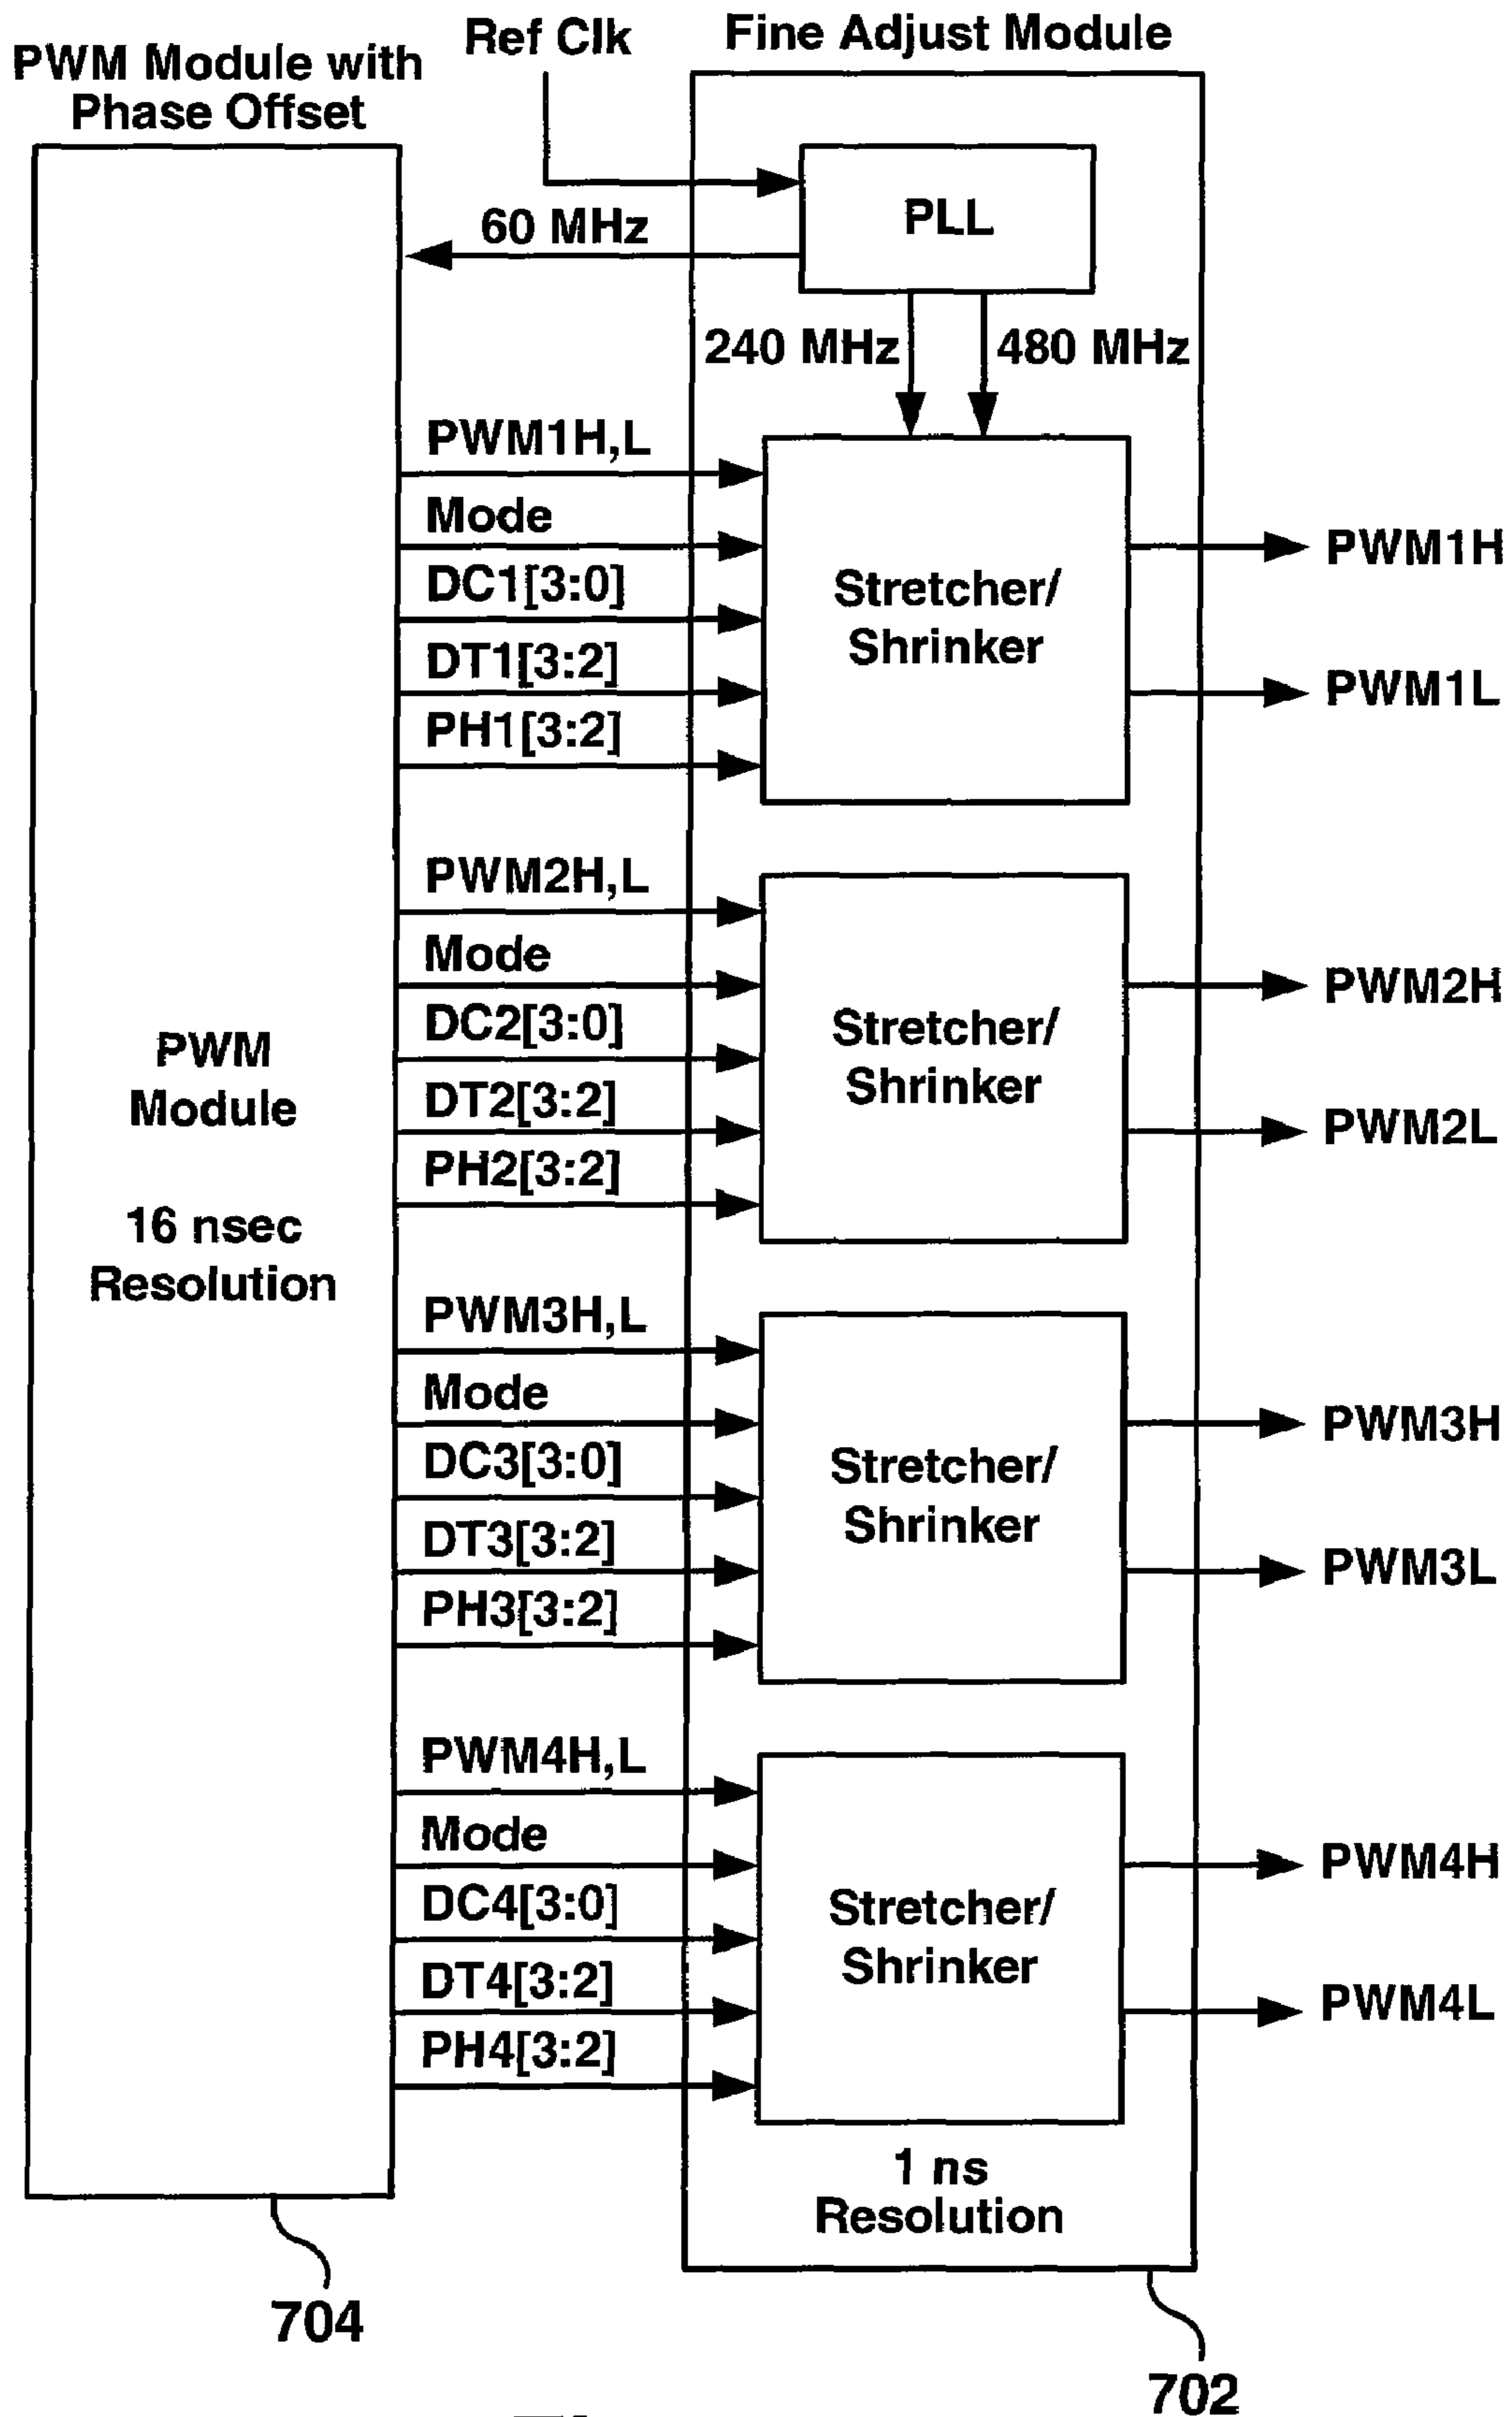 Ref Clk
Fine Adjust Module
PWM Module with
Phase Offset
PLL
60 MHz
240 MHz
480 MHz
PWM1H,L
Mode
DC1[3:0]
DT1[3:2]
PH1[3:2]
Stretcher/
Shrinker
PWM1H
PWM1L
PWM2H,L
Mode
DC2[3:0]
DT2[3:2]
PH2[3:2]
Stretcher/
Shrinker
PWM2H
PWM2L
PWM
Module
16 nsec
Resolution
PWM3H,L
Mode
DC3[3:0]
DT3[3:2]
PH3[3:2]
Stretcher/
Shrinker
PWM3H
PWM3L
PWM4H,L
Mode
DC4[3:0]
DT4[3:2]
PH4[3:2]
Stretcher/
Shrinker
PWM4H
PWM4L
1 ns
Resolution
704
702